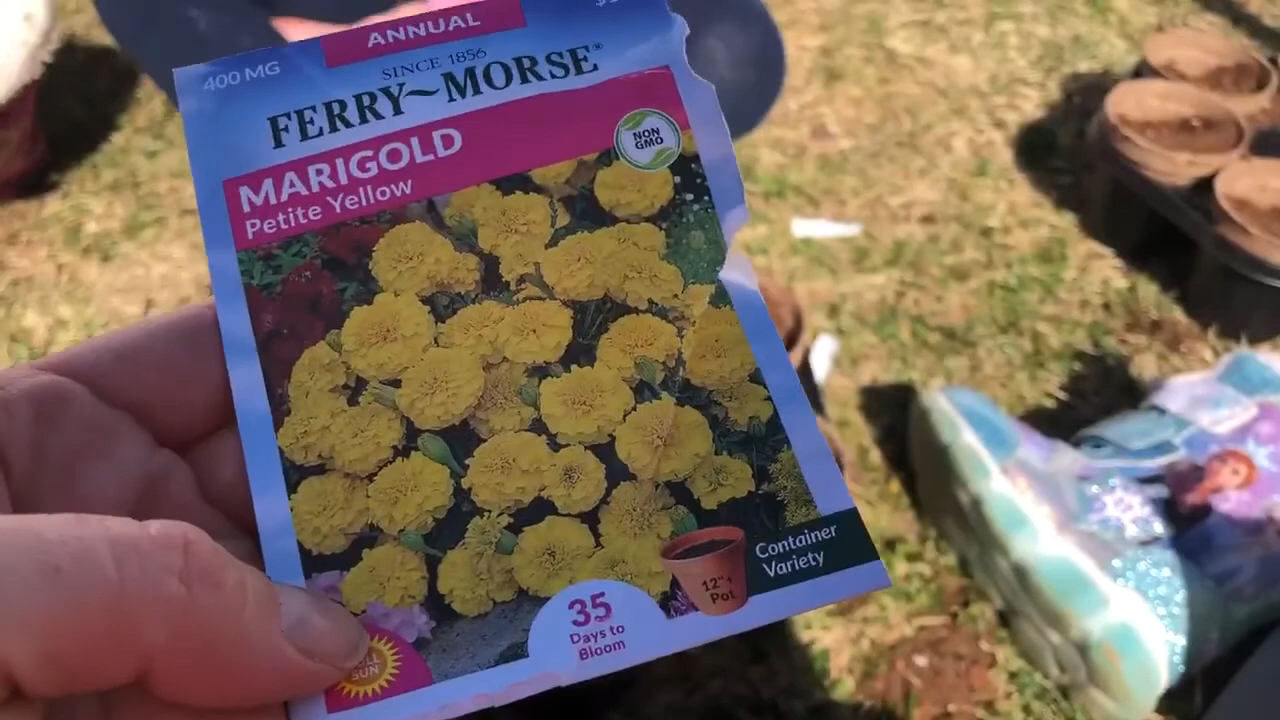 ANNUAL
400 MG
SINCE 1856
FERRY~MORSE®
NON
GMO
MARIGOLD
Petite Yellow
Container
Variety
12"+
Pot
35
Days to
Bloom
SUN